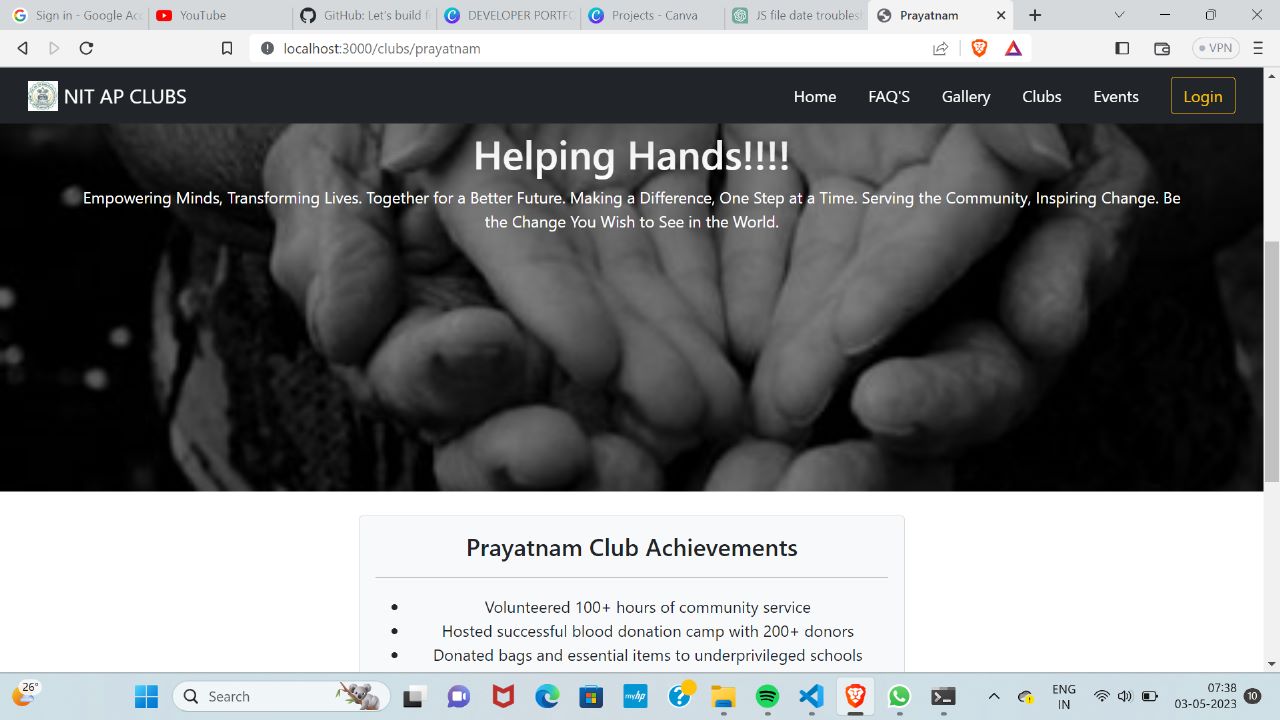 Sign in - Google Acc
YouTube
GitHub: Let's build f
DEVELOPER PORTFO
Projects - Canva
JS file date troublest
Prayatnam
localhost:3000/clubs/prayatnam
VPN
NIT AP CLUBS
Home
FAQ'S
Gallery
Clubs
Events
Login
Helping Hands!!!!
Empowering Minds, Transforming Lives. Together for a Better Future. Making a Difference, One Step at a Time. Serving the Community, Inspiring Change. Be
the Change You Wish to See in the World.
Prayatnam Club Achievements
Volunteered 100+ hours of community service
Hosted successful blood donation camp with 200+ donors
Donated bags and essential items to underprivileged schools
26°
Search
myhp
ENG
IN
07:38
03-05-2023
10